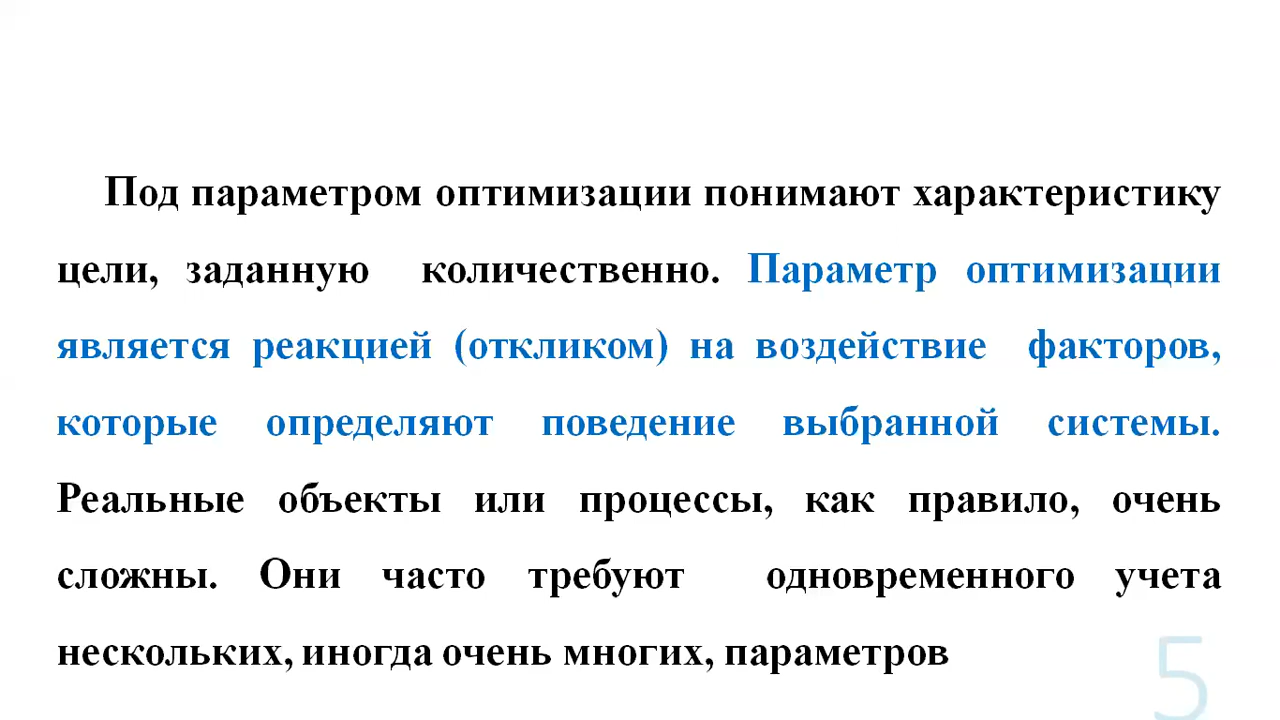 Под параметром оптимизации понимают характеристику
цели, заданную количественно. Параметр оптимизации
является реакцией (откликом) на воздействие факторов,
которые определяют поведение выбранной системы.
Реальные объекты или процессы, как правило, очень
сложны. Они часто требуют одновременного учета
нескольких, иногда очень многих, параметров
5